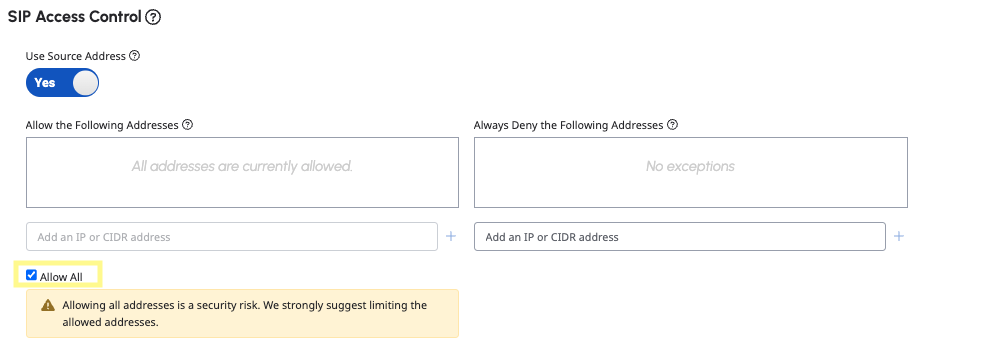 SIP Access Control ?
Use Source Address ?
Yes
Allow the Following Addresses ?
Always Deny the Following Addresses ?
All addresses are currently allowed.
No exceptions
Add an IP or CIDR address +
Add an IP or CIDR address +
Allow All
Allowing all addresses is a security risk. We strongly suggest limiting the
allowed addresses.